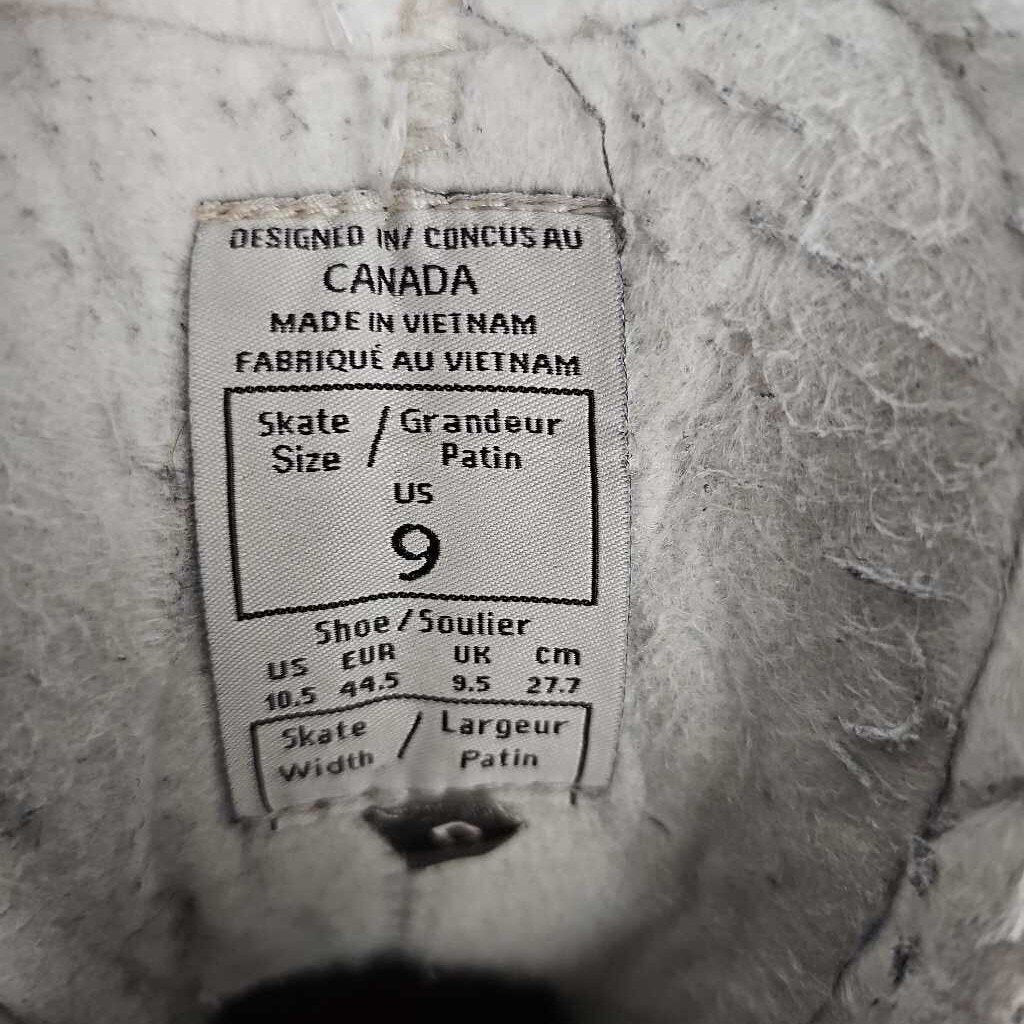 DESIGNED IN/ CONCUS AU
CANADA
MADE IN VIETNAM
FABRIQUÉ AU VIETNAM
Skate / Grandeur
Size Patin
US
9
Shoe/Soulier
US EUR UK cm
10.5 44.5 9.5 27.7
Skate / Largeur
Width Patin